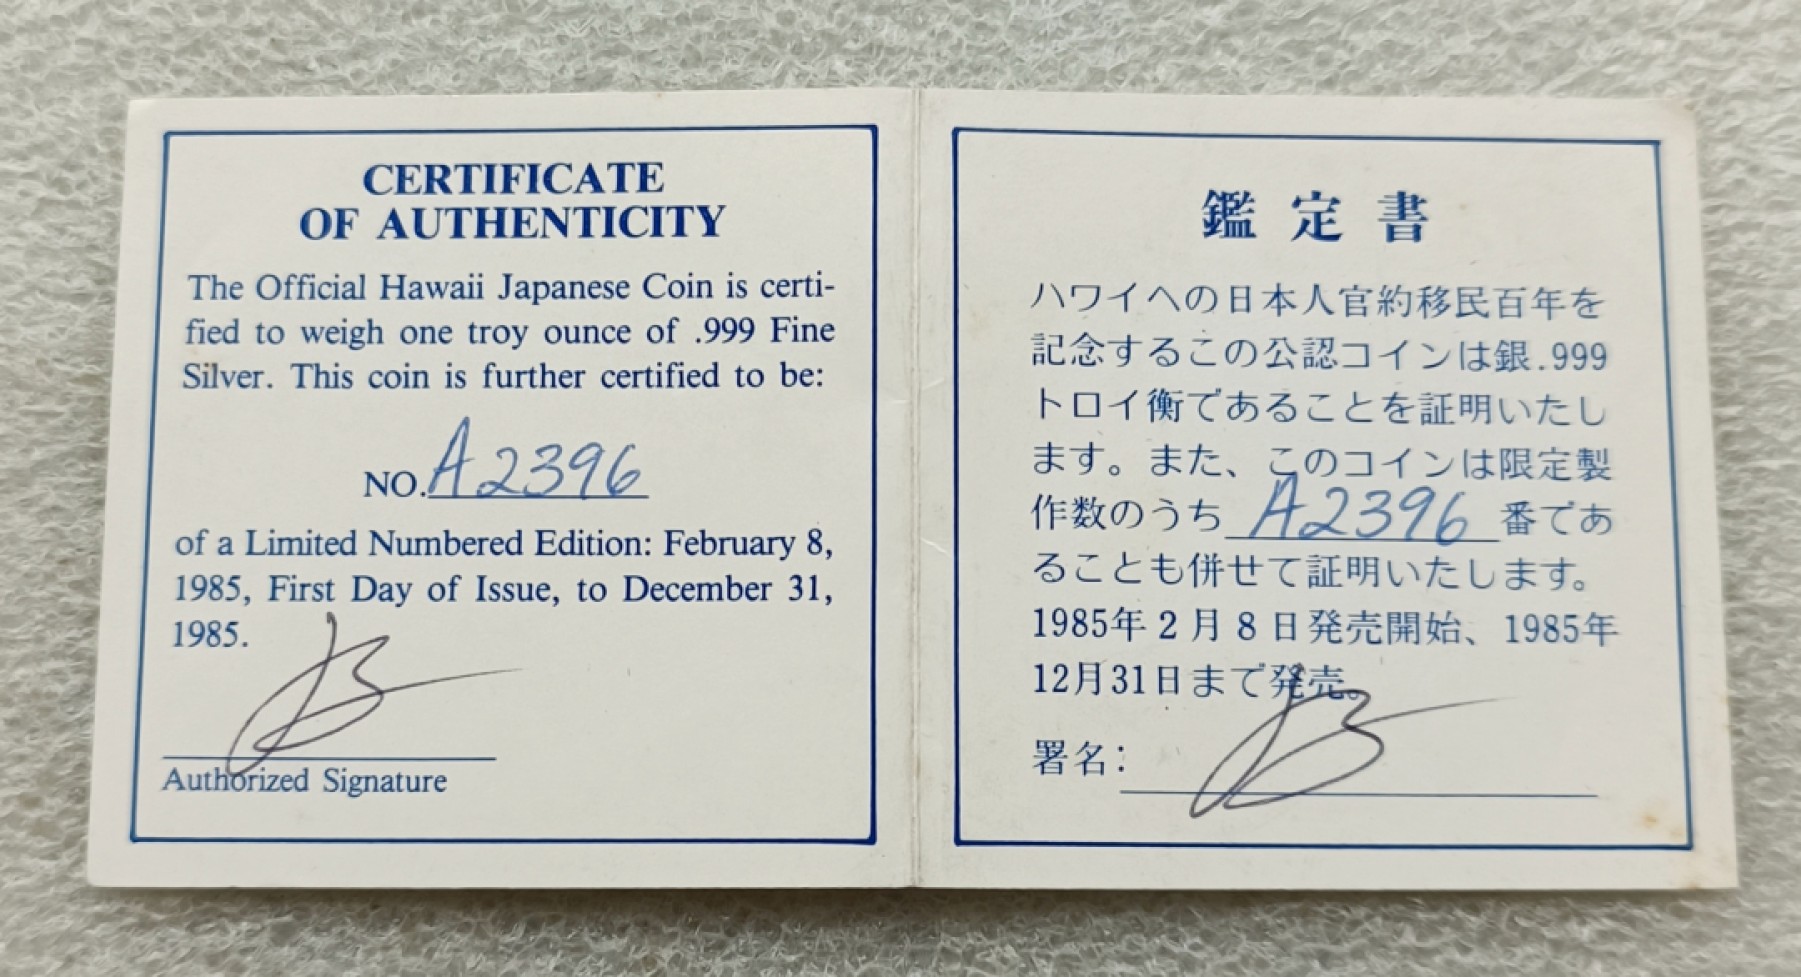 CERTIFICATE
OF AUTHENTICITY
The Official Hawaii Japanese Coin is certi-
fied to weigh one troy ounce of .999 Fine
Silver. This coin is further certified to be:
NO. A2396
of a Limited Numbered Edition: February 8,
1985, First Day of Issue, to December 31,
1985.
Authorized Signature
鑑定書
ハワイへの日本人官約移民百年を
記念するこの公認コインは銀.999
トロイ衡であることを証明いたし
ます。また、このコインは限定製
作数のうち A2396 番であ
ることも併せて証明いたします。
1985年2月8日発売開始、1985年
12月31日まで発売。
署名: